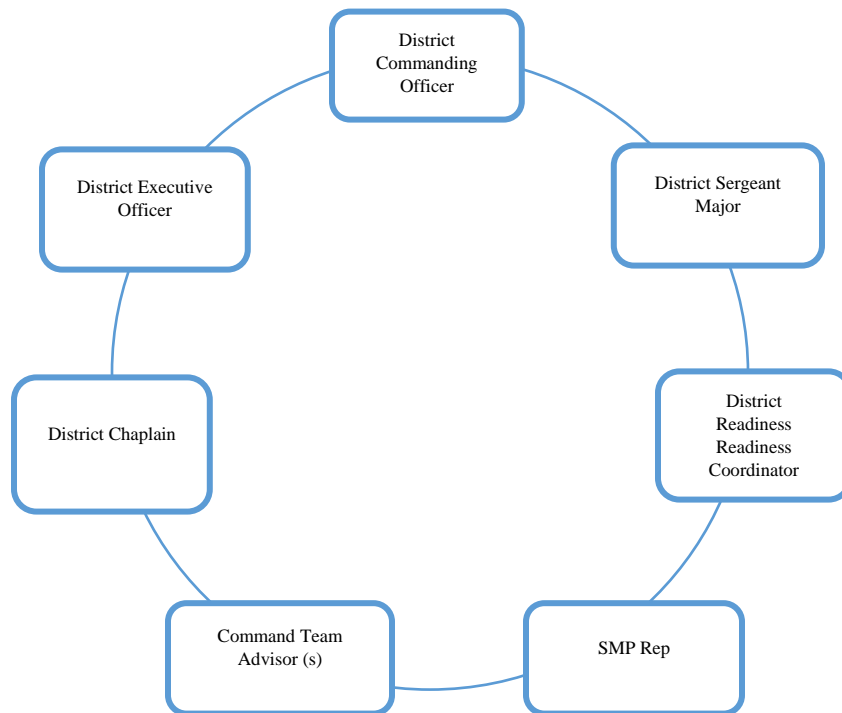 District
Commanding
Officer
District Executive
Officer
District Sergeant
Major
District Chaplain
District
Readiness
Readiness
Coordinator
Command Team
Advisor (s)
SMP Rep